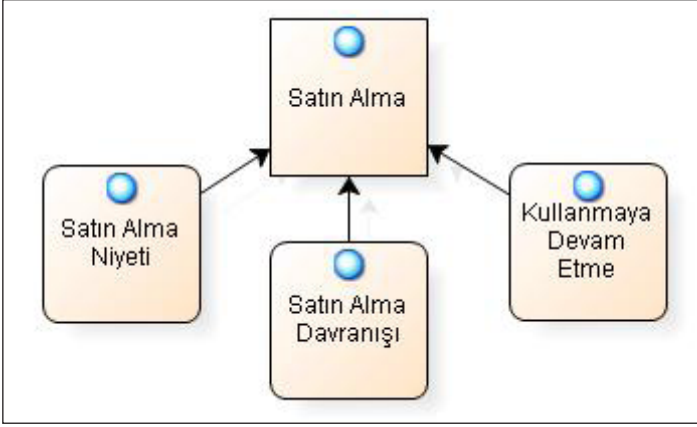 Satın Alma
Satın Alma
Niyeti
Satın Alma
Davranışı
Kullanmaya
Devam
Etme